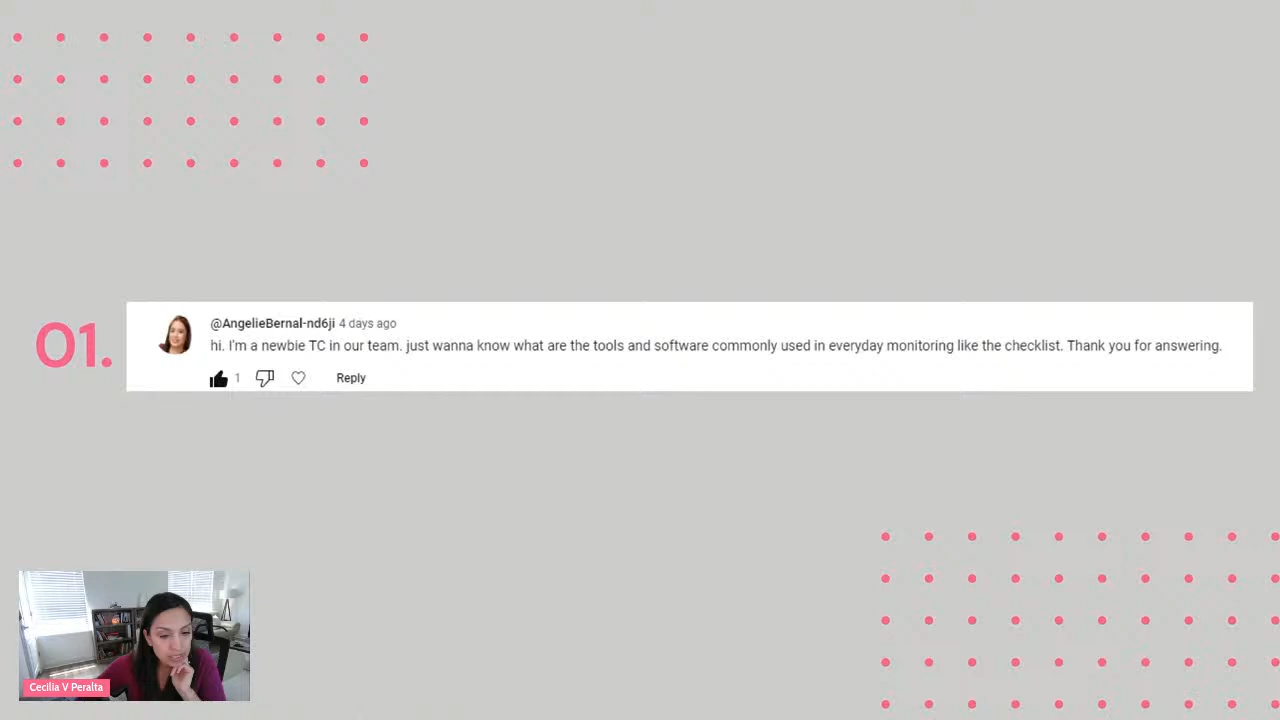 01.
@AngelieBernal-nd6ji 4 days ago
hi. I'm a newbie TC in our team. just wanna know what are the tools and software commonly used in everyday monitoring like the checklist. Thank you for answering.
1 Reply
Cecilia V Peralta